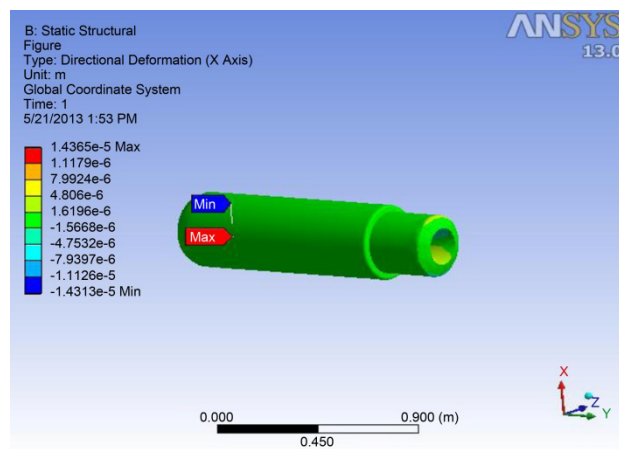 B: Static Structural
Figure
Type: Directional Deformation (X Axis)
Unit: m
Global Coordinate System
Time: 1
5/21/2013 1:53 PM
ANSYS
13.0
1.4365e-5 Max
1.1179e-5
7.9924e-6
4.806e-6
1.6196e-6
-1.5668e-6
-4.7532e-6
-7.9397e-6
-1.1126e-5
-1.4313e-5 Min
Min
Max
X
Z
Y
0.000 0.900 (m)
0.450